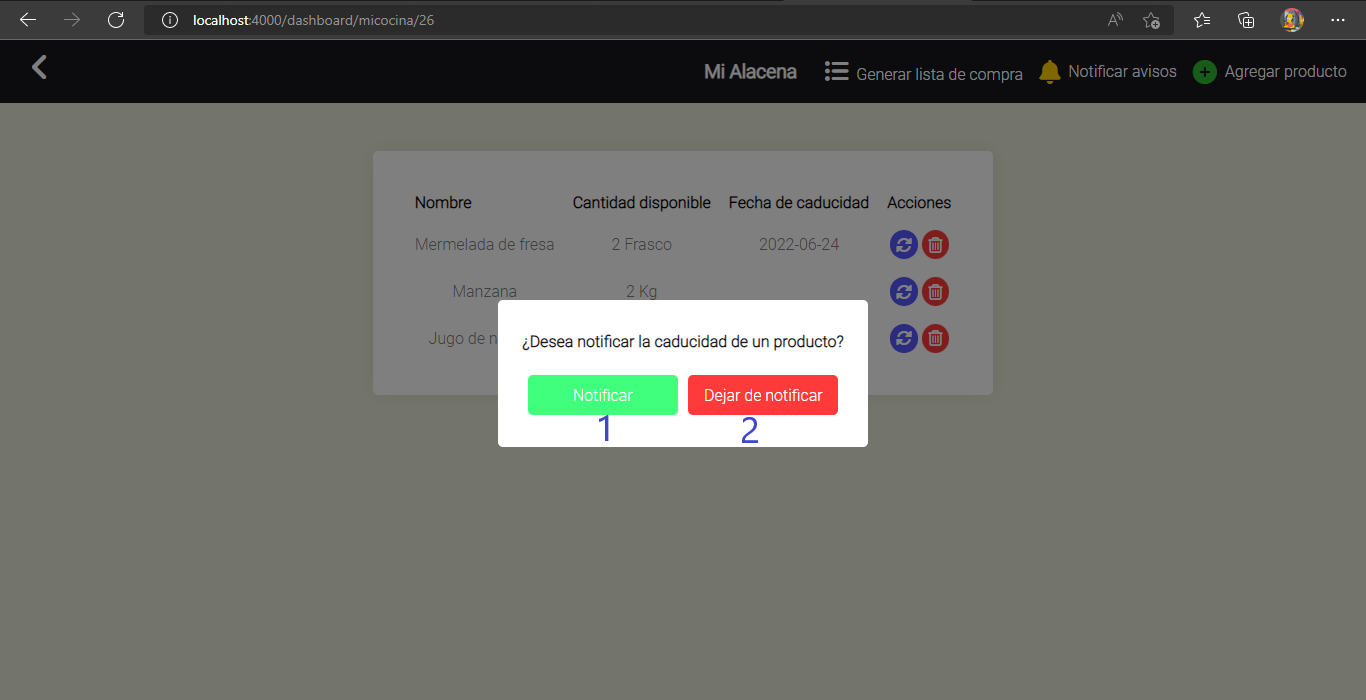 localhost:4000/dashboard/micocina/26
Mi Alacena Generar lista de compra Notificar avisos Agregar producto
Nombre Cantidad disponible Fecha de caducidad Acciones
Mermelada de fresa 2 Frasco 2022-06-24
Manzana 2 Kg
Jugo de n
¿Desea notificar la caducidad de un producto?
Notificar Dejar de notificar
1 2